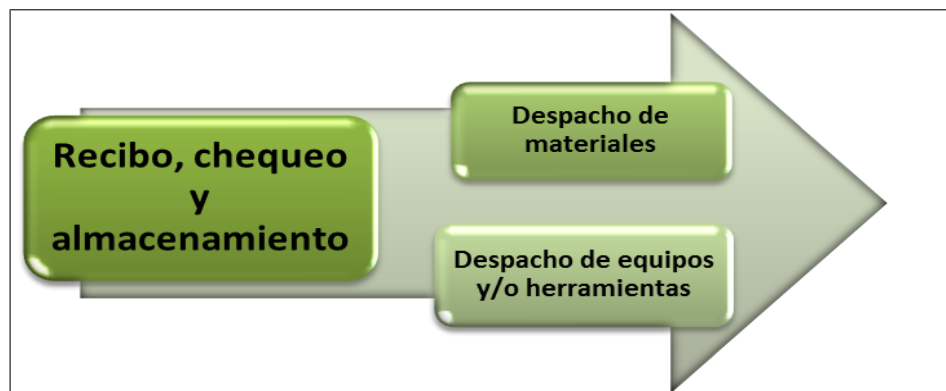 Recibo, chequeo
y
almacenamiento
Despacho de
materiales
Despacho de equipos
y/o herramientas